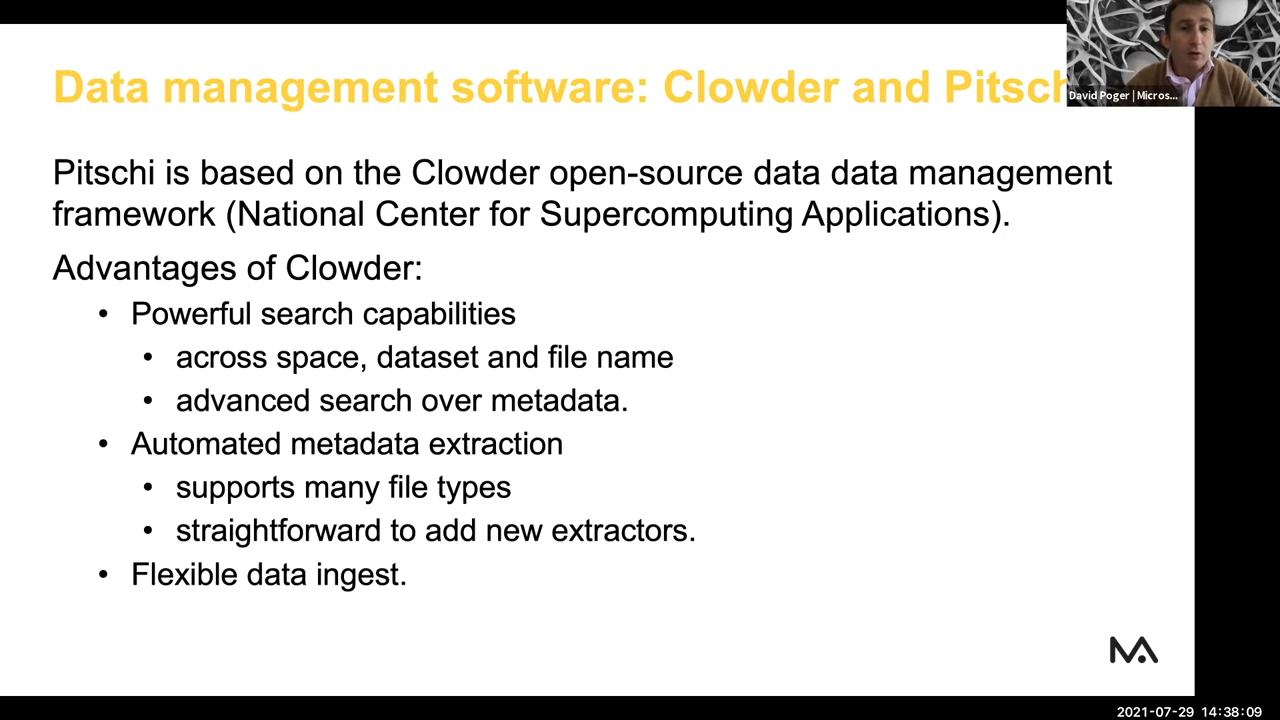 Data management software: Clowder and Pitsch
David Poger | Micros...
Pitschi is based on the Clowder open-source data data management
framework (National Center for Supercomputing Applications).
Advantages of Clowder:
• Powerful search capabilities
• across space, dataset and file name
• advanced search over metadata.
• Automated metadata extraction
• supports many file types
• straightforward to add new extractors.
• Flexible data ingest.
MA
2021-07-29 14:38:09